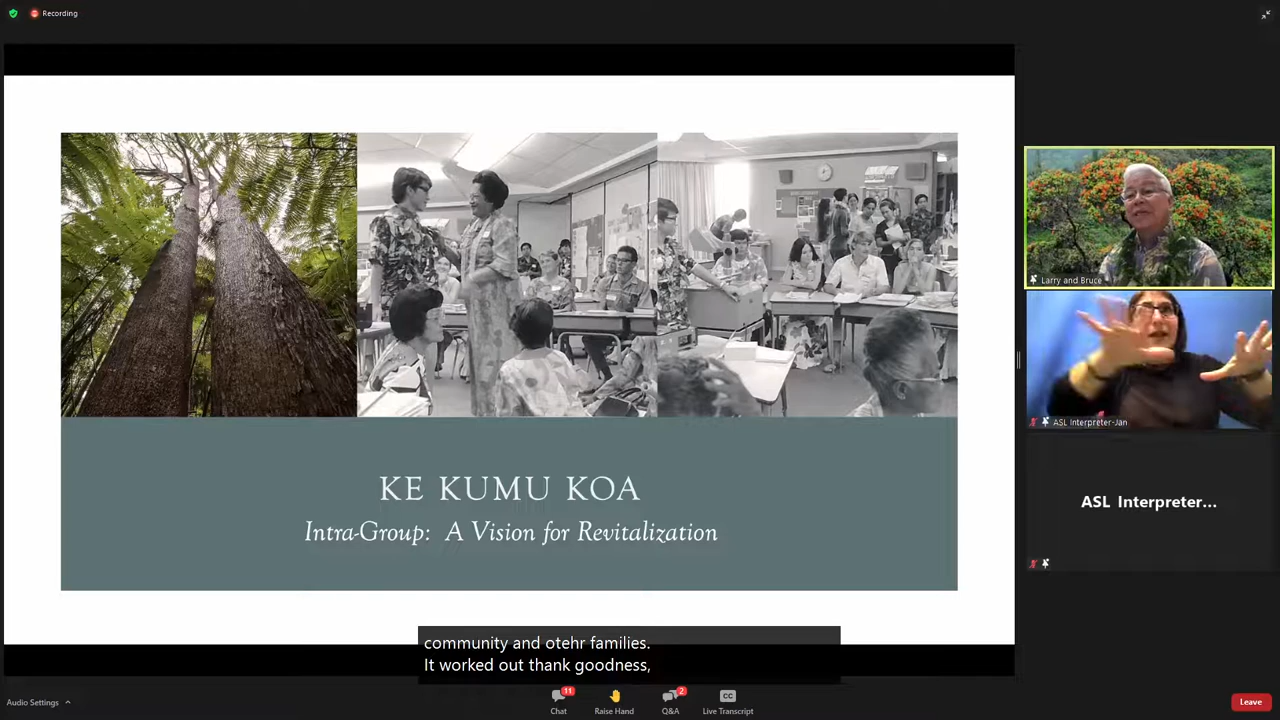 Recording
KE KUMU KOA
Intra-Group: A Vision for Revitalization
community and otehr families.
It worked out thank goodness,
Larry and Bruce
ASL Interpreter-Jan
ASL Interpreter...
Audio Settings
11
Chat
Raise Hand
2
Q&A
CC
Live Transcript
Leave